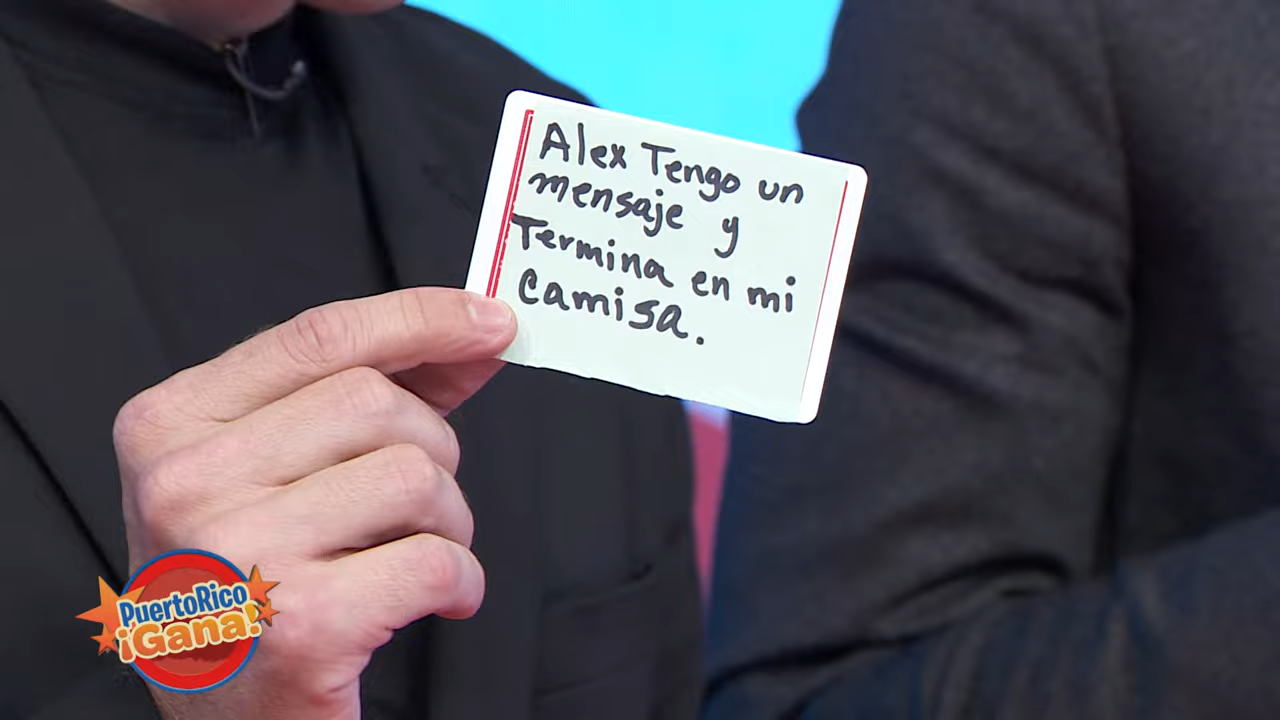 Alex Tengo un
mensaje y
Termina en mi
Camisa.
PuertoRico
¡Gana!